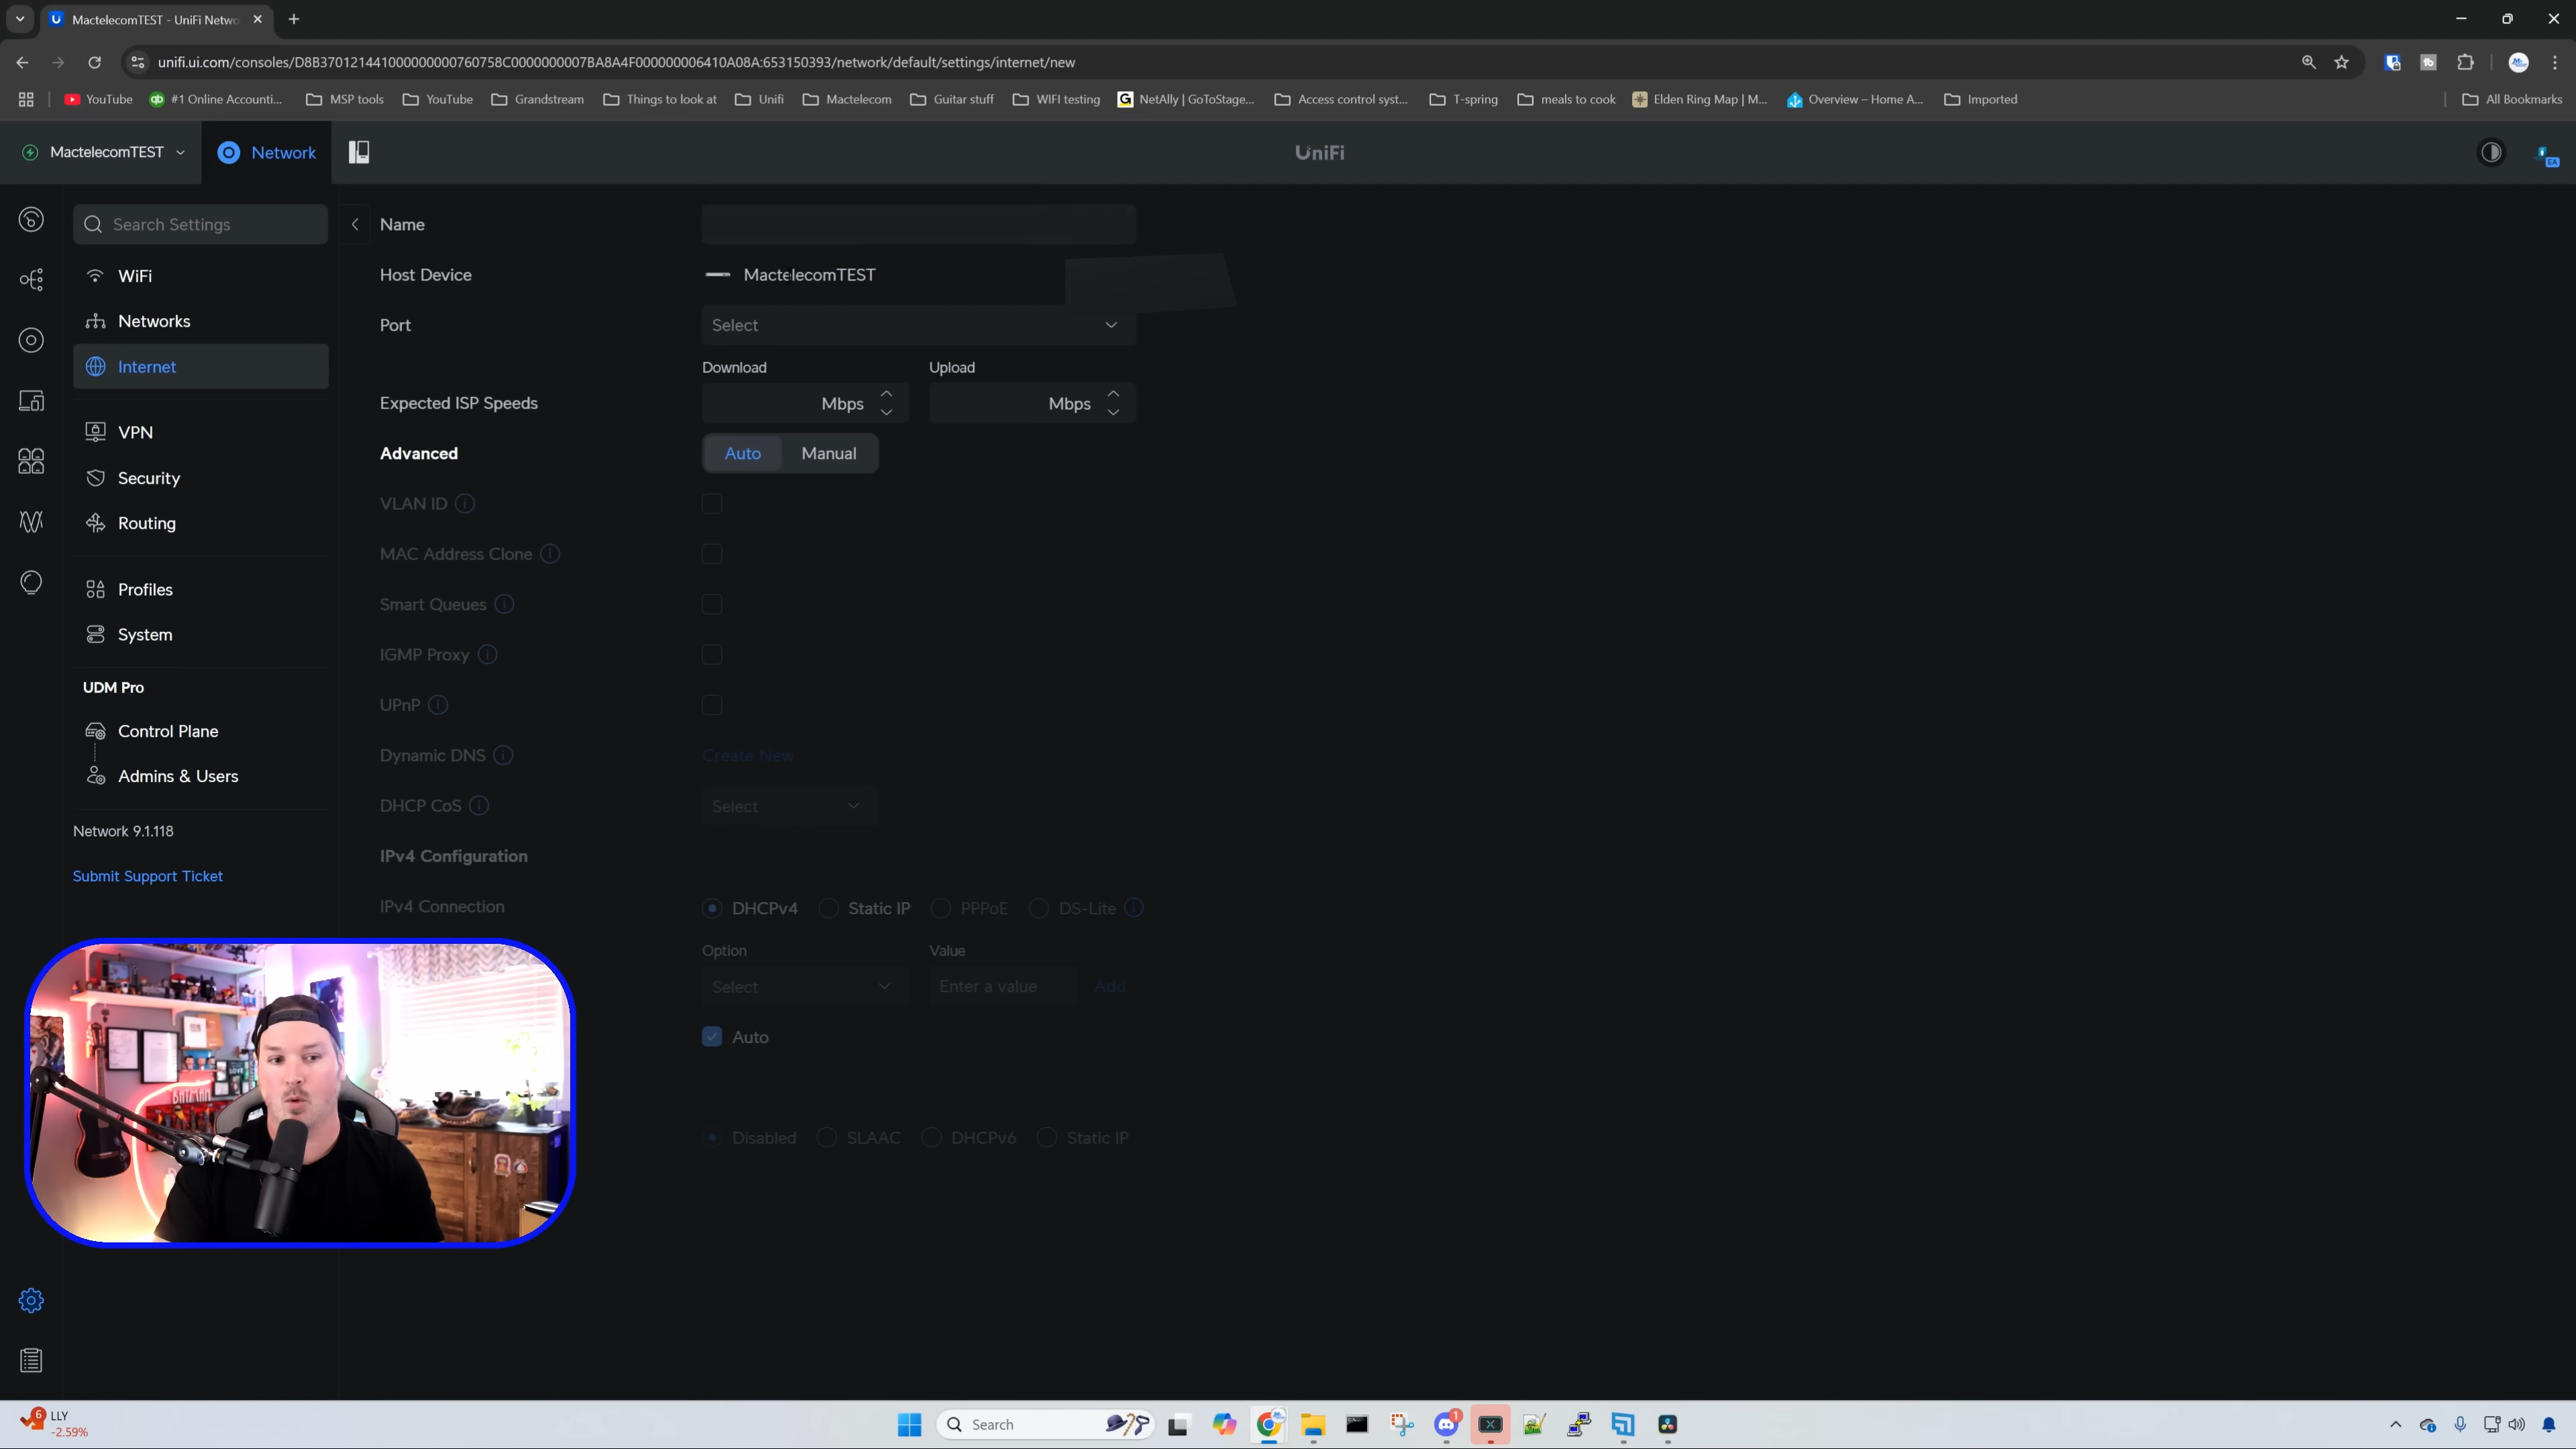 MactelecomTEST - UniFi Netwo
unifi.ui.com/consoles/D8B370121441000000000760758C0000000007BA8A4F000000006410A08A:653150393/network/default/settings/internet/new
YouTube
#1 Online Accounti...
MSP tools
YouTube
Grandstream
Things to look at
Unifi
Mactelecom
Guitar stuff
WIFI testing
NetAlly | GoToStage...
Access control syst...
T-spring
meals to cook
Elden Ring Map | M...
Overview – Home A...
Imported
All Bookmarks
MactelecomTEST
Network
UniFi
EA
Search Settings
WiFi
Networks
Internet
VPN
Security
Routing
Profiles
System
UDM Pro
Control Plane
Admins & Users
Network 9.1.118
Submit Support Ticket
Name
Host Device
MactelecomTEST
Port
Select
Download
Upload
Expected ISP Speeds
Mbps
Mbps
Advanced
Auto
Manual
VLAN ID
MAC Address Clone
Smart Queues
IGMP Proxy
UPnP
Dynamic DNS
Create New
DHCP CoS
Select
IPv4 Configuration
IPv4 Connection
DHCPv4
Static IP
PPPoE
DS-Lite
Option
Value
Select
Enter a value
Add
Auto
Disabled
SLAAC
DHCPv6
Static IP
BATMAN
6
LLY
-2.59%
Search
1